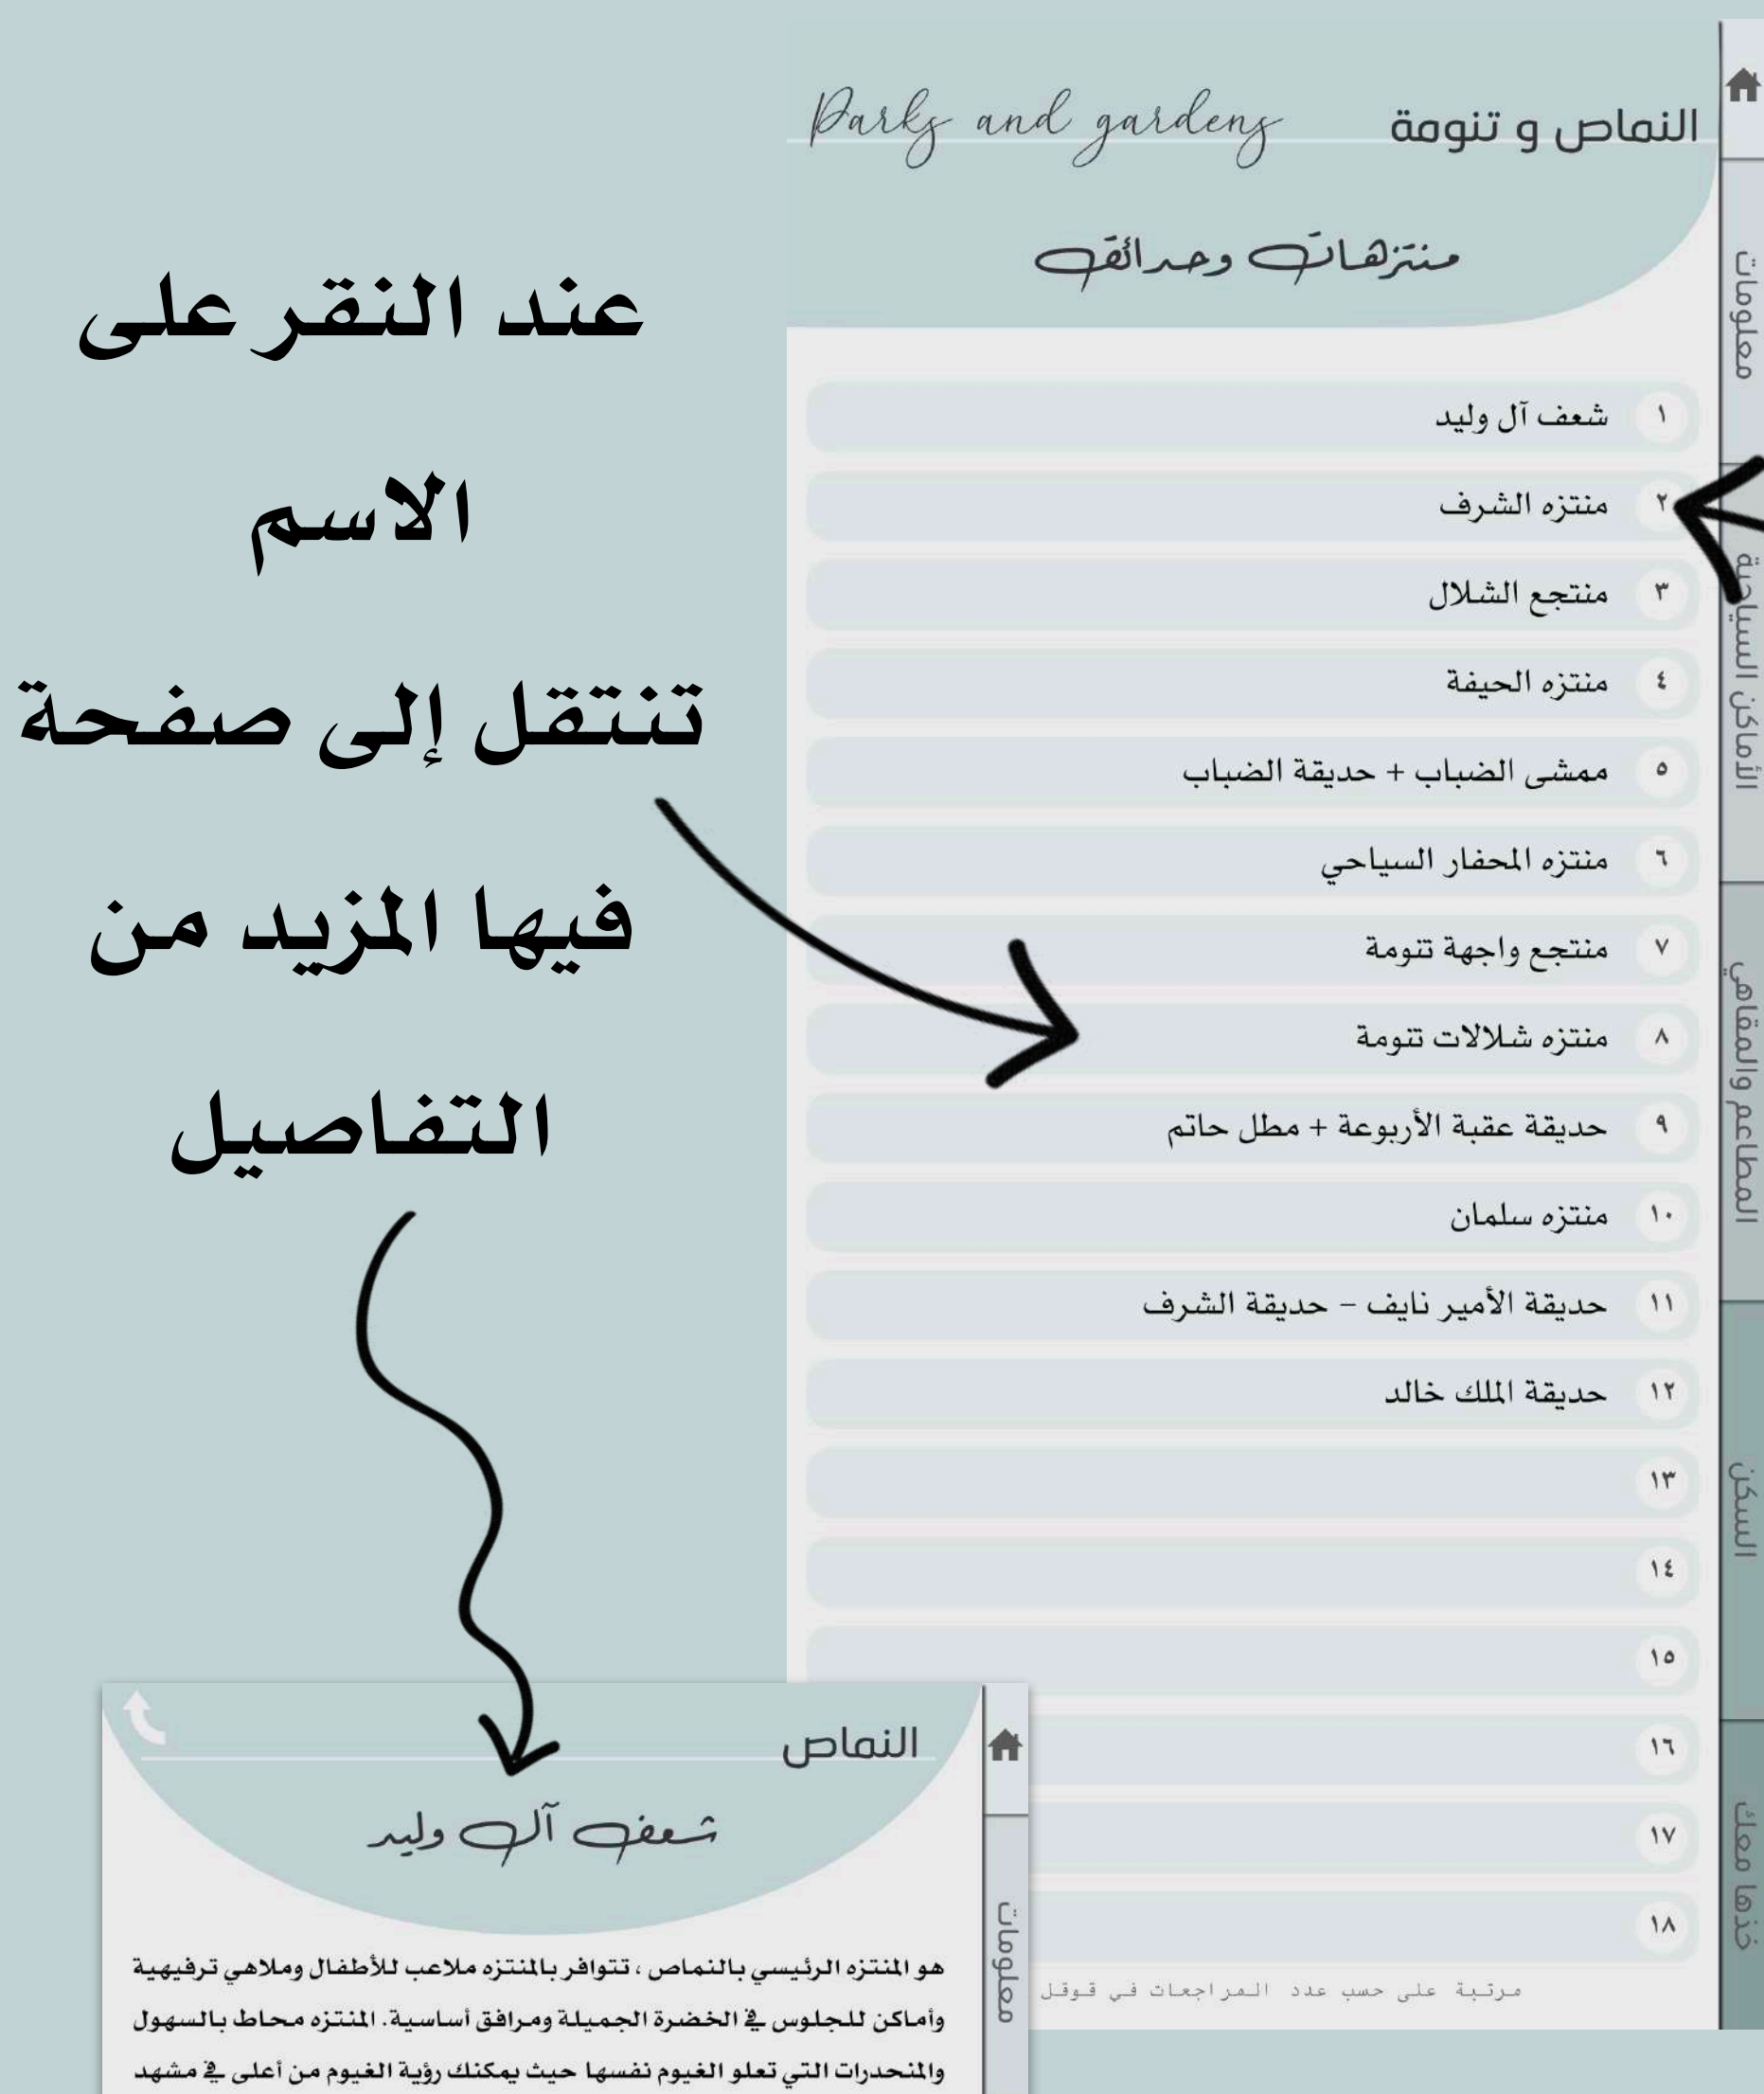 النماص و تنومة
Parks and gardens
منتزهات وحدائق
عند النقر على
الاسم
تنتقل إلى صفحة
فيها المزيد من
التفاصيل
١ شعف آل وليد
٢ منتزه الشرف
٣ منتجع الشلال
٤ منتزه الحيفة
٥ ممشى الضباب + حديقة الضباب
٦ منتزه المحفار السياحي
٧ منتجع واجهة تنومة
٨ منتزه شلالات تنومة
٩ حديقة عقبة الأربوعة + مطل حاتم
١٠ منتزه سلمان
١١ حديقة الأمير نايف – حديقة الشرف
١٢ حديقة الملك خالد
١٣
١٤
١٥
١٦
١٧
١٨
مرتبة على حسب عدد المراجعات في قوقل
معلومات
الأماكن السياحية
المطاعم والمقاهي
السكن
خذها معك
النماص
شعف آل وليد
معلومات
هو المنتزه الرئيسي بالنماص ، تتوافر بالمنتزه ملاعب للأطفال وملاهي ترفيهية
وأماكن للجلوس في الخضرة الجميلة ومرافق أساسية. المنتزه محاط بالسهول
والمنحدرات التي تعلو الغيوم نفسها حيث يمكنك رؤية الغيوم من أعلى في مشهد